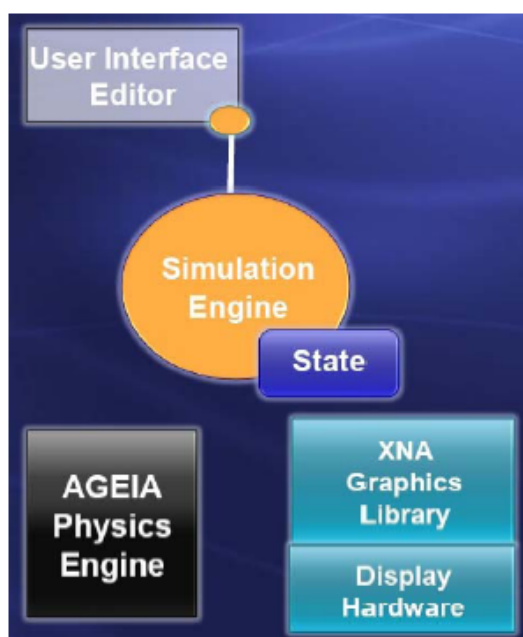 User Interface
Editor
Simulation
Engine
State
AGEIA
Physics
Engine
XNA
Graphics
Library
Display
Hardware